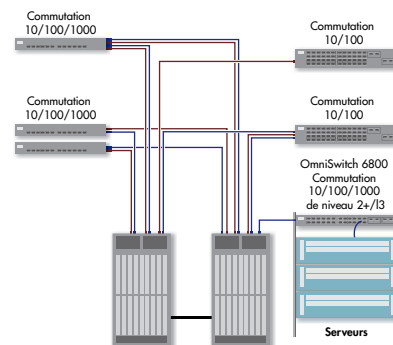 Commutation
10/100/1000
Commutation
10/100
Commutation
10/100/1000
Commutation
10/100
OmniSwitch 6800
Commutation
10/100/1000
de niveau 2+/l3
Serveurs